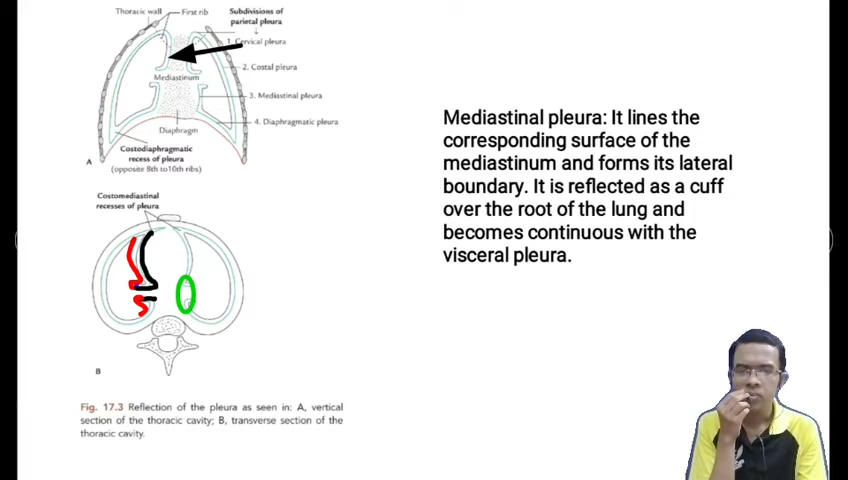 Thoracic wall
First rib
Subdivisions of
parietal pleura
1. Cervical pleura
2. Costal pleura
Mediastinum
3. Mediastinal pleura
4. Diaphragmatic pleura
Diaphragm
Costodiaphragmatic
recess of pleura
(opposite 8th to10th ribs)
A
Costomediastinal
recesses of pleura
B
Fig. 17.3 Reflection of the pleura as seen in: A, vertical
section of the thoracic cavity; B, transverse section of the
thoracic cavity.
Mediastinal pleura: It lines the
corresponding surface of the
mediastinum and forms its lateral
boundary. It is reflected as a cuff
over the root of the lung and
becomes continuous with the
visceral pleura.